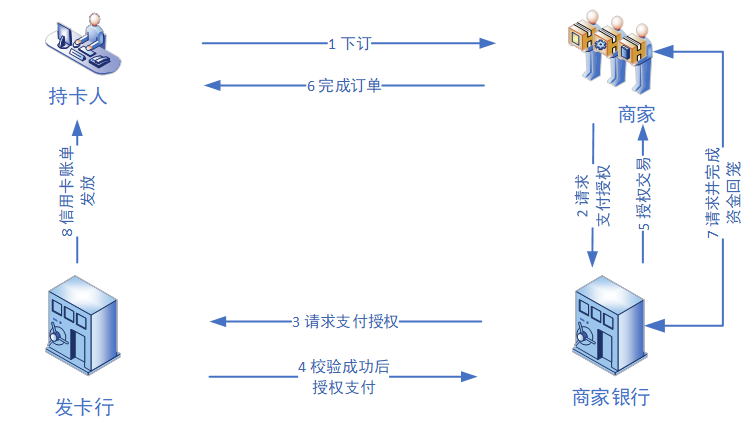 1 下订
6 完成订单
持卡人
商家
8 信用卡账单
发放
2 请求
支付授权
5 授权交易
7 请求并完成
资金回笼
3 请求支付授权
4 校验成功后
授权支付
发卡行
商家银行